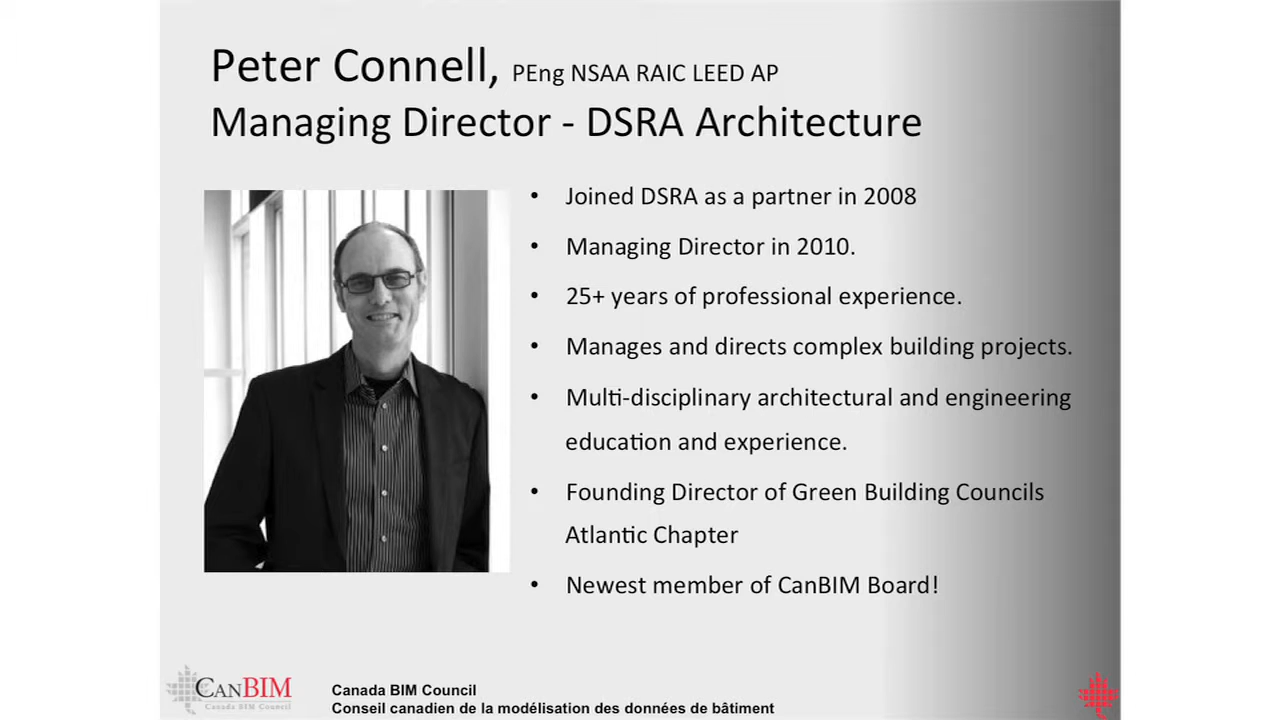 Peter Connell, PEng NSAA RAIC LEED AP
Managing Director - DSRA Architecture
• Joined DSRA as a partner in 2008
• Managing Director in 2010.
• 25+ years of professional experience.
• Manages and directs complex building projects.
• Multi-disciplinary architectural and engineering
education and experience.
• Founding Director of Green Building Councils
Atlantic Chapter
• Newest member of CanBIM Board!
CANBIM
Canada BIM Council
Canada BIM Council
Conseil canadien de la modélisation des données de bâtiment